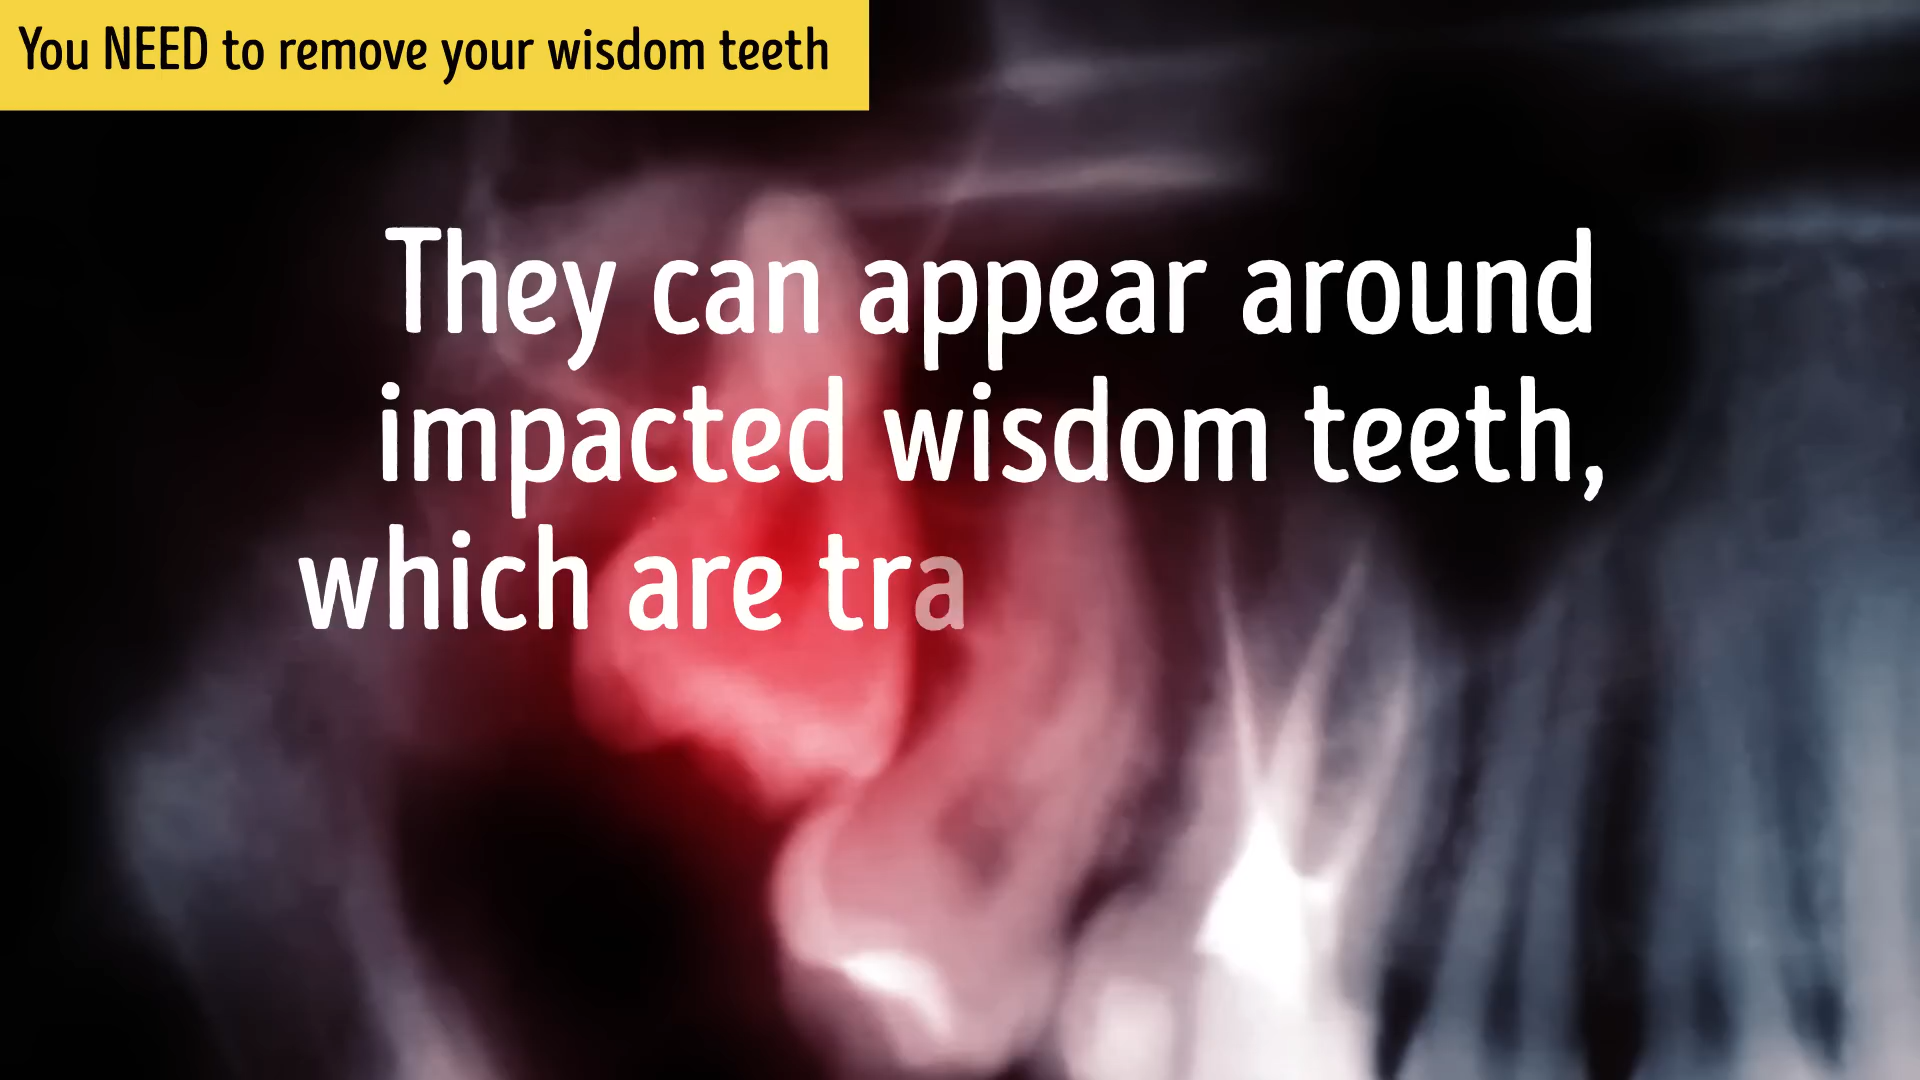 You NEED to remove your wisdom teeth
They can appear around
impacted wisdom teeth,
which are tra